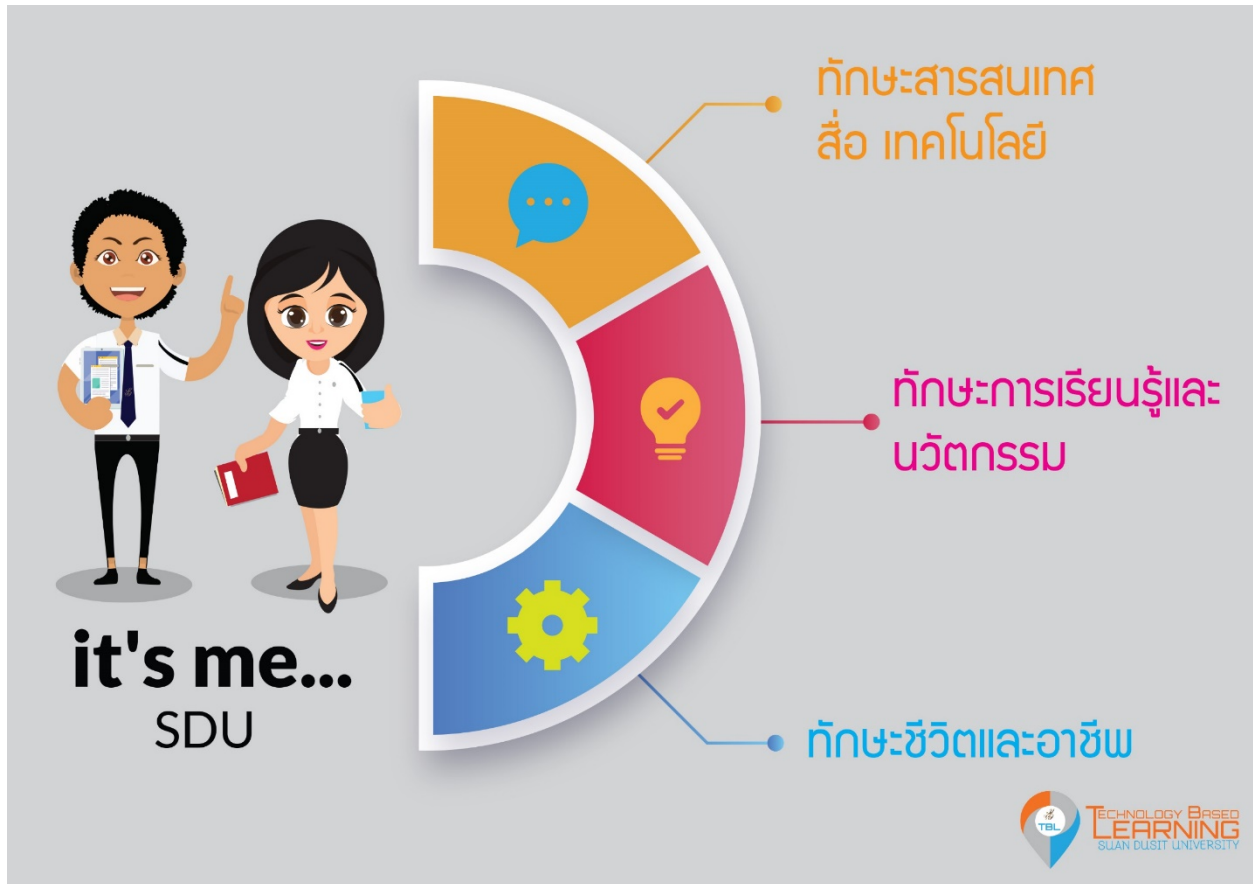 ทักษะสารสนเทศ
สื่อ เทคโนโลยี
ทักษะการเรียนรู้และ
นวัตกรรม
ทักษะชีวิตและอาชีพ
it's me...
SDU
TBL
TECHNOLOGY BASED
LEARNING
SUAN DUSIT UNIVERSITY